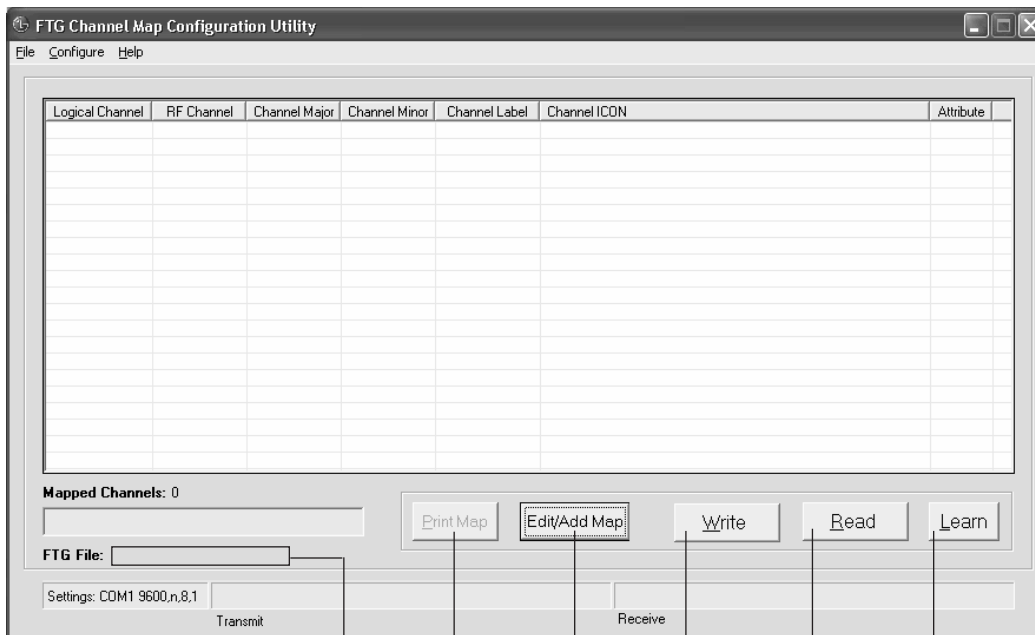 FTG Channel Map Configuration Utility
File Configure Help
Logical Channel RF Channel Channel Major Channel Minor Channel Label Channel ICON Attribute
Mapped Channels: 0
Print Map Edit/Add Map Write Read Learn
FTG File:
Settings: COM1 9600,n,8,1
Transmit Receive